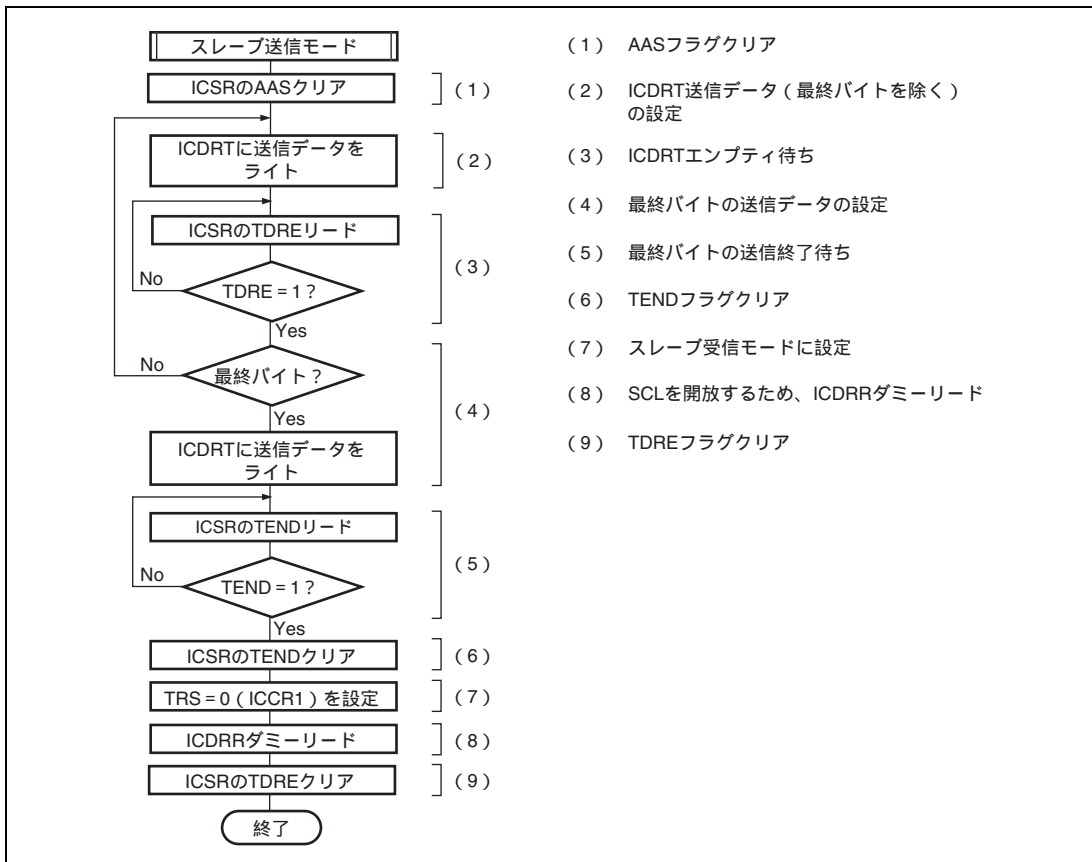 スレーブ送信モード
ICSRのAASクリア
(1)
ICDRTに送信データを
ライト
(2)
ICSRのTDREリード
No
TDRE=1?
(3)
Yes
No
最終バイト?
Yes
(4)
ICDRTに送信データを
ライト
ICSRのTENDリード
No
TEND=1?
(5)
Yes
ICSRのTENDクリア
(6)
TRS=0(ICCR1)を設定
(7)
ICDRRダミーリード
(8)
ICSRのTDREクリア
(9)
終了
(1) AASフラグクリア
(2) ICDRT送信データ(最終バイトを除く)
の設定
(3) ICDRTエンプティ待ち
(4) 最終バイトの送信データの設定
(5) 最終バイトの送信終了待ち
(6) TENDフラグクリア
(7) スレーブ受信モードに設定
(8) SCLを開放するため、ICDRRダミーリード
(9) TDREフラグクリア